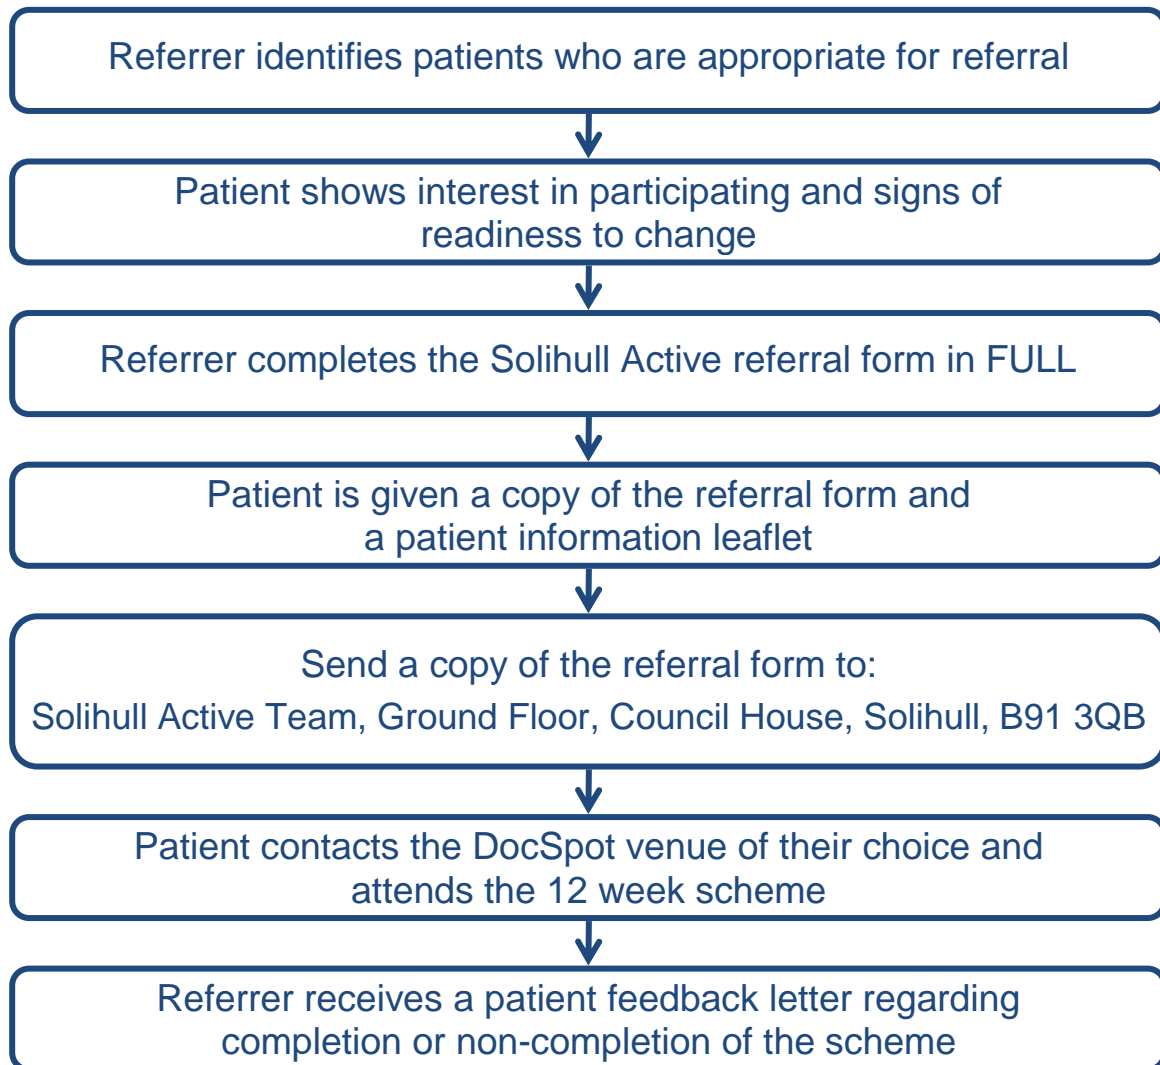 Referrer identifies patients who are appropriate for referral
Patient shows interest in participating and signs of
readiness to change
Referrer completes the Solihull Active referral form in FULL
Patient is given a copy of the referral form and
a patient information leaflet
Send a copy of the referral form to:
Solihull Active Team, Ground Floor, Council House, Solihull, B91 3QB
Patient contacts the DocSpot venue of their choice and
attends the 12 week scheme
Referrer receives a patient feedback letter regarding
completion or non-completion of the scheme